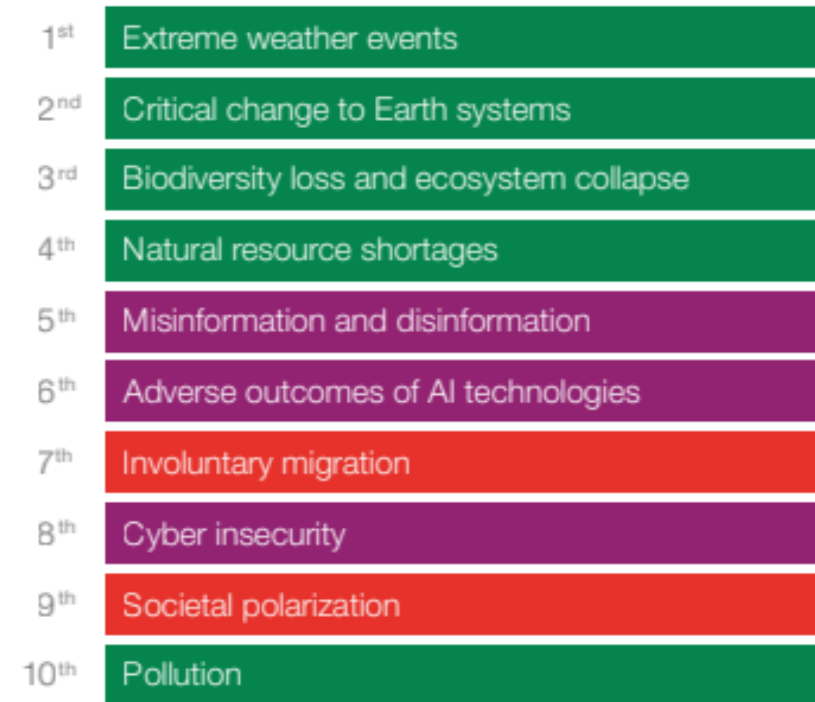 1st Extreme weather events
2nd Critical change to Earth systems
3rd Biodiversity loss and ecosystem collapse
4th Natural resource shortages
5th Misinformation and disinformation
6th Adverse outcomes of AI technologies
7th Involuntary migration
8th Cyber insecurity
9th Societal polarization
10th Pollution